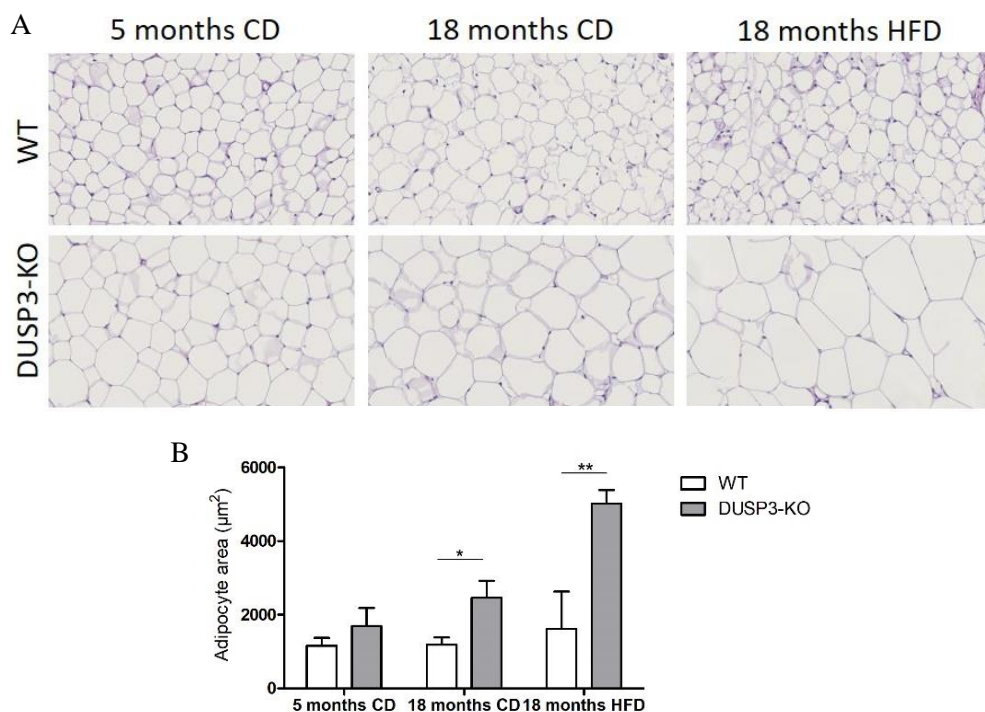 A
5 months CD 18 months CD 18 months HFD
WT
DUSP3-KO
B
Adipocyte area (µm²)
6000
4000
2000
0
*
**
5 months CD 18 months CD 18 months HFD
WT
DUSP3-KO